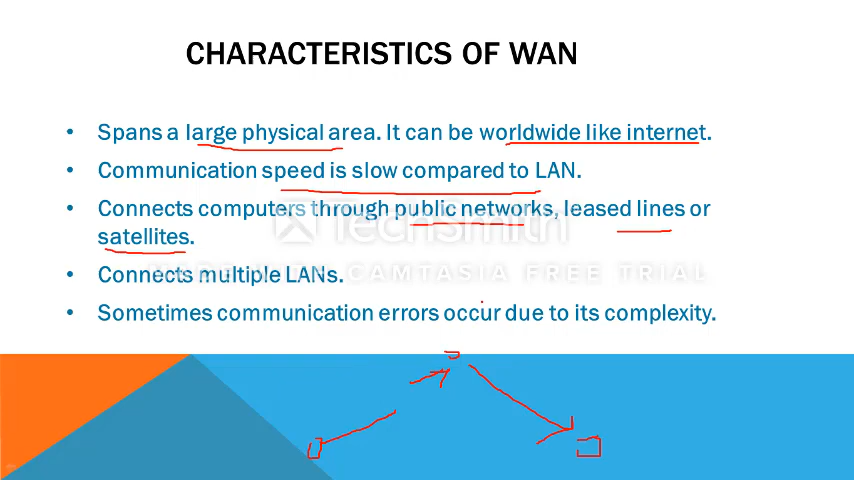 CHARACTERISTICS OF WAN
• Spans a large physical area. It can be worldwide like internet.
• Communication speed is slow compared to LAN.
• Connects computers through public networks, leased lines or
satellites.
TechSmith
• Connects multiple LANs.
MADE WITH CAMTASIA FREE TRIAL
• Sometimes communication errors occur due to its complexity.